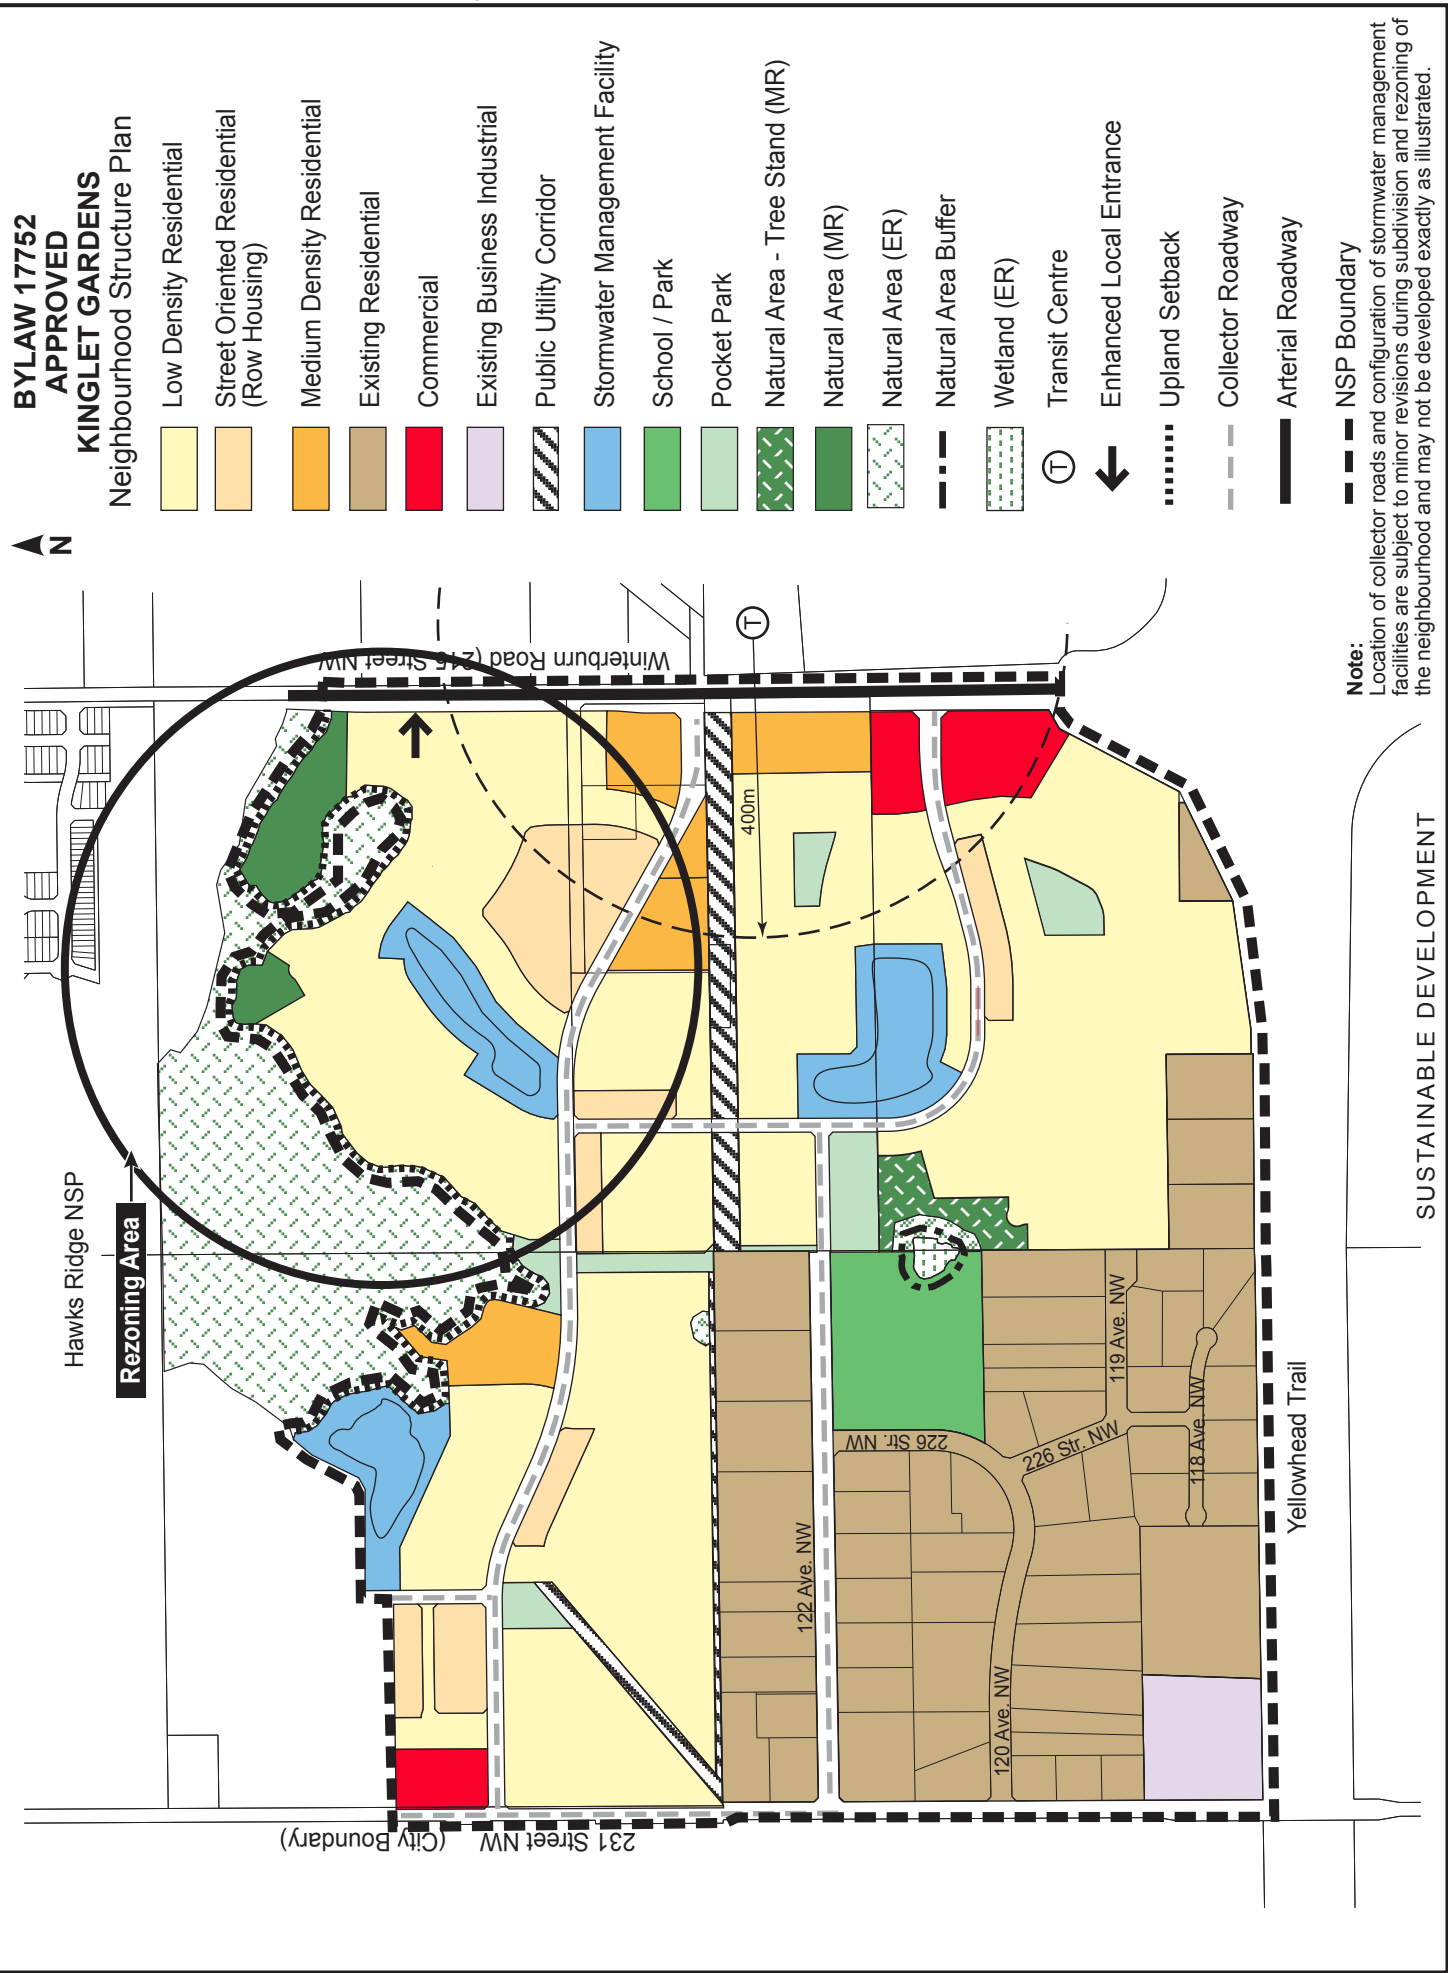 BYLAW 17752
APPROVED
KINGLET GARDENS
Neighbourhood Structure Plan
Low Density Residential
Street Oriented Residential
(Row Housing)
Medium Density Residential
Existing Residential
Commercial
Existing Business Industrial
Public Utility Corridor
Stormwater Management Facility
School / Park
Pocket Park
Natural Area - Tree Stand (MR)
Natural Area (MR)
Natural Area (ER)
Natural Area Buffer
Wetland (ER)
T
Transit Centre
Enhanced Local Entrance
Upland Setback
Collector Roadway
Arterial Roadway
NSP Boundary
Note:
Location of collector roads and configuration of stormwater management
facilities are subject to minor revisions during subdivision and rezoning of
the neighbourhood and may not be developed exactly as illustrated.
N
Hawks Ridge NSP
Rezoning Area
Winterburn Road (215 Street NW
T
400m
231 Street NW
(City Boundary)
122 Ave. NW
226 Str. NW
226 Str. NW
120 Ave. NW
119 Ave. NW
118 Ave. NW
Yellowhead Trail
SUSTAINABLE DEVELOPMENT